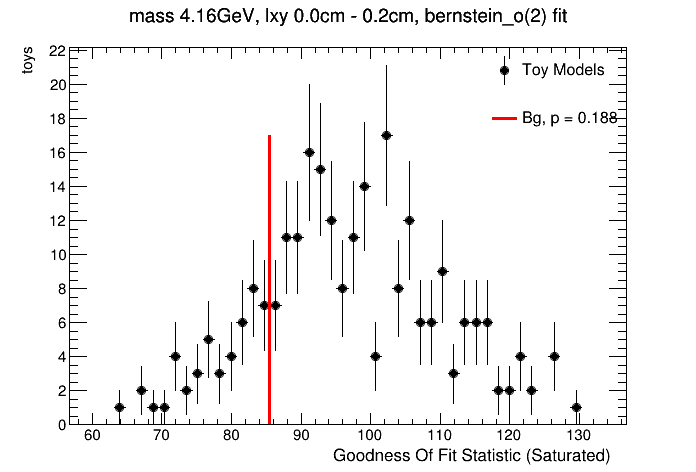 mass 4.16GeV, lxy 0.0cm - 0.2cm, bernstein_o(2) fit
toys
22
20
18
16
14
12
10
8
6
4
2
0
Toy Models
Bg, p = 0.188
60 70 80 90 100 110 120 130
Goodness Of Fit Statistic (Saturated)